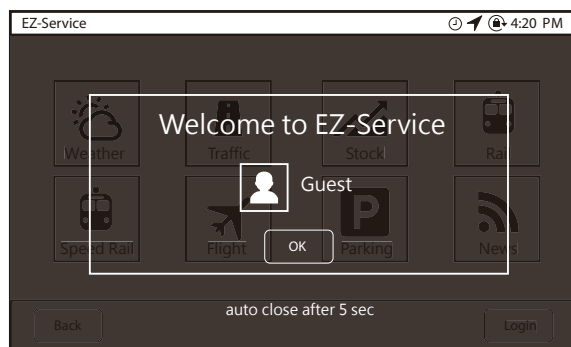 EZ-Service 4:20 PM
Welcome to EZ-Service
Weather Traffic Stock Rail
Guest
P
Speed Rail Flight OK Parking News
auto close after 5 sec
Back Login